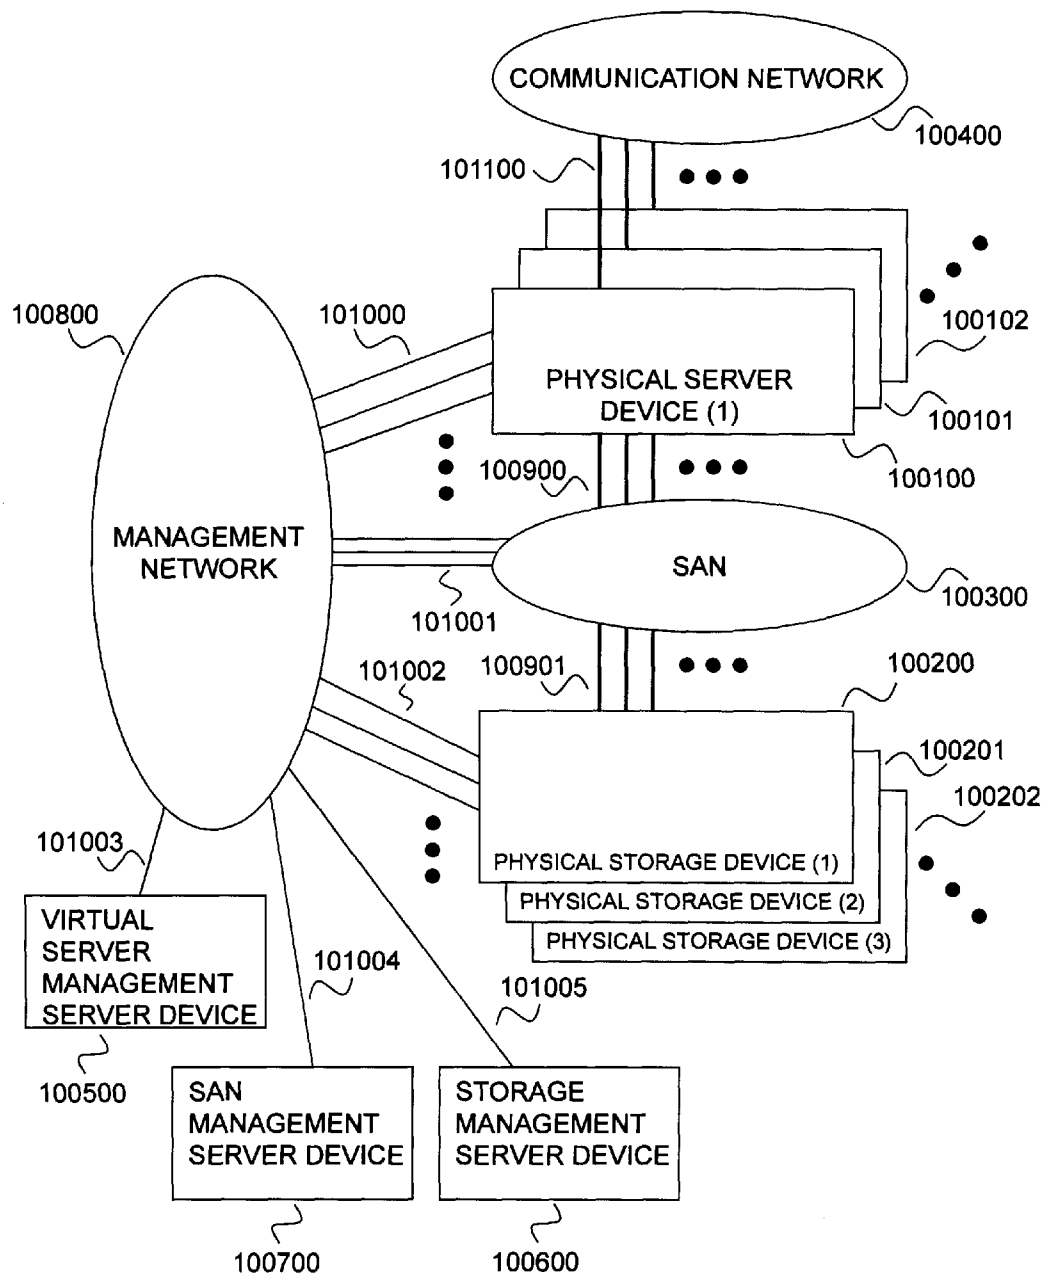 COMMUNICATION NETWORK
100400
101100
100800
101000
100102
PHYSICAL SERVER
DEVICE (1)
100101
100100
100900
MANAGEMENT
NETWORK
SAN
100300
101001
101002
100901
100200
100201
100202
101003
PHYSICAL STORAGE DEVICE (1)
PHYSICAL STORAGE DEVICE (2)
PHYSICAL STORAGE DEVICE (3)
VIRTUAL
SERVER
MANAGEMENT
SERVER DEVICE
101004
101005
100500
SAN
MANAGEMENT
SERVER DEVICE
STORAGE
MANAGEMENT
SERVER DEVICE
100700
100600